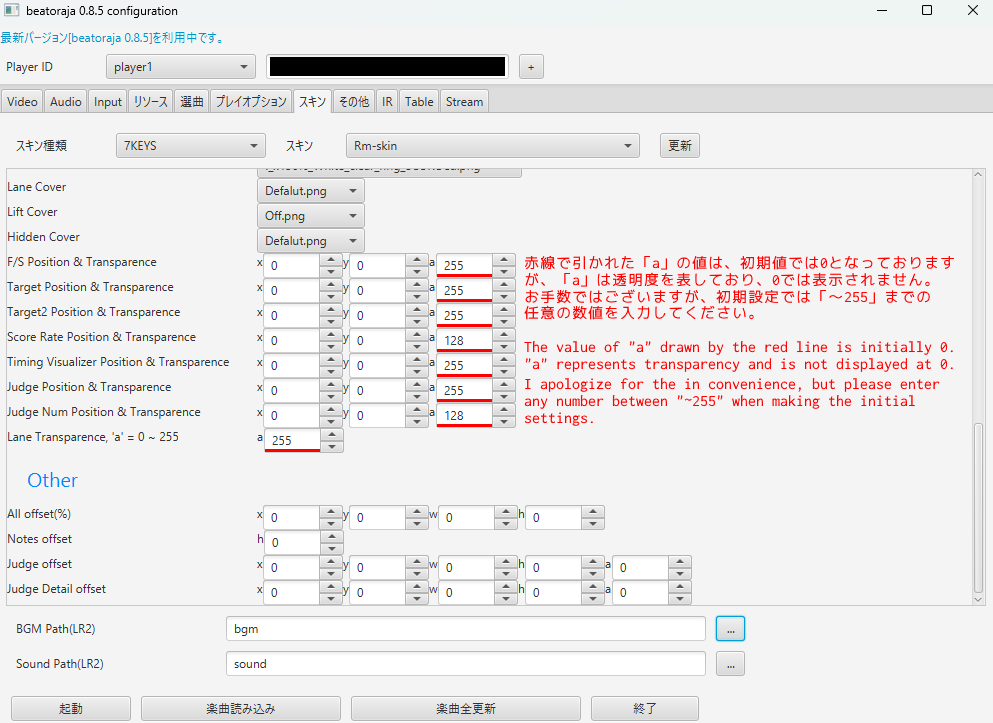 beatoraja 0.8.5 configuration
最新バージョン[beatoraja 0.8.5]を利用中です。
Player ID player1 +
Video Audio Input リソース 選曲 プレイオプション スキン その他 IR Table Stream
スキン種類 7KEYS スキン Rm-skin 更新
Lane Cover Defalut.png
Lift Cover Off.png
Hidden Cover Defalut.png
F/S Position & Transparence x 0 y 0 a 255
Target Position & Transparence x 0 y 0 a 255
Target2 Position & Transparence x 0 y 0 a 255
Score Rate Position & Transparence x 0 y 0 a 128
Timing Visualizer Position & Transparence x 0 y 0 a 255
Judge Position & Transparence x 0 y 0 a 255
Judge Num Position & Transparence x 0 y 0 a 128
Lane Transparence, 'a' = 0 ~ 255 a 255
赤線で引かれた「a」の値は、初期値では0となっております
が、「a」は透明度を表しており、0では表示されません。
お手数ではございますが、初期設定では「～255」までの
任意の数値を入力してください。
The value of "a" drawn by the red line is initially 0.
"a" represents transparency and is not displayed at 0.
I apologize for the in convenience, but please enter
any number between "~255" when making the initial
settings.
Other
All offset(%) x 0 y 0 w 0 h 0
Notes offset h 0
Judge offset x 0 y 0 w 0 h 0 a 0
Judge Detail offset x 0 y 0 w 0 h 0 a 0
BGM Path(LR2) bgm ...
Sound Path(LR2) sound ...
起動 楽曲読み込み 楽曲全更新 終了